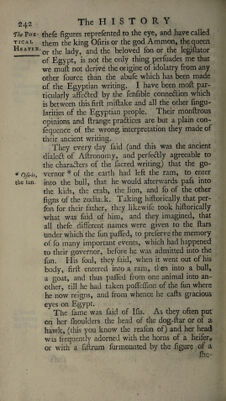 242 The HISTORY
The Poe-
tical
Heaven.
these figures represented to the eye, and have called
them the king Osiris or the god Ammon, the queen
or the lady, and the beloved son or the legislator
of Egypt, is not the only thing persuades me that
we must not derive the origine of idolatry from any
other source than the abuse which has been made
of the Egyptian writing. I have been most par-
ticularly affected by the sensible connection which
is between this first mistake and all the other singu-
larities of the Egyptian people. Their monstrous
opinions and strange practices are but a plain con-
sequence of the wrong interpretation they made of
their ancient writing.
They every day said (and this was the ancient
dialect of Astronomy, and perfectly agreeable to
the characters of the sacred writing) that the go-
vernor * of the earth had left the ram, to enter
* Osiris,
the sun.
into the bull, that he would afterwards pass into
the kids, the crab, the lion, and so of the other
signs of the zodiack. Taking historically that per-
son for their father, they likewise took historically
what was said of him, and they imagined, that
all these different names were given to the stars
under which the sun passed, to preserve the memory
of so many important events, which had happened
to their governor, before he was admitted into the
sun. His soul, they said, when it went out of his
body, first entered into a ram, then into a bull,
a goat, and thus passed from one animal into an-
other, till he had taken possession of the sun where
he now reigns, and from whence he casts gracious
eyes on Egypt.
The same was said of Isis. As they often put
on her shoulders the head of the dog-star or of a
hawk, (this you know the reason of) and her head
was frequently adorned with the horns of a heifer,
or with a sistrum surmounted by the figure of a
she-